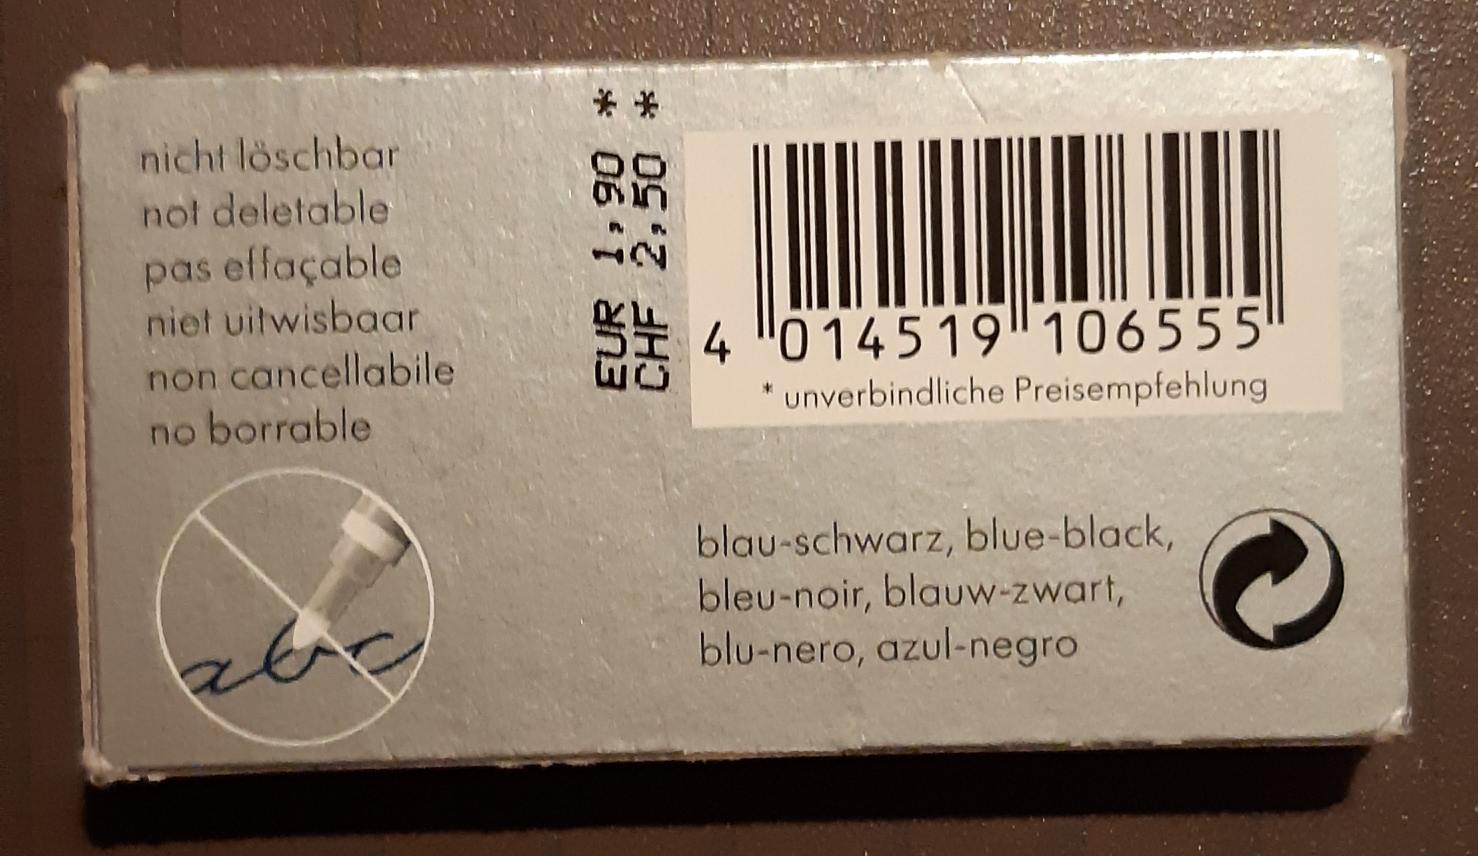 nicht löschbar
not deletable
pas effaçable
niet uitwisbaar
non cancellabile
no borrable
abc
EUR 1,90 *
CHF 2,50 *
4 014519 106555
* unverbindliche Preisempfehlung
blau-schwarz, blue-black,
bleu-noir, blauw-zwart,
blu-nero, azul-negro